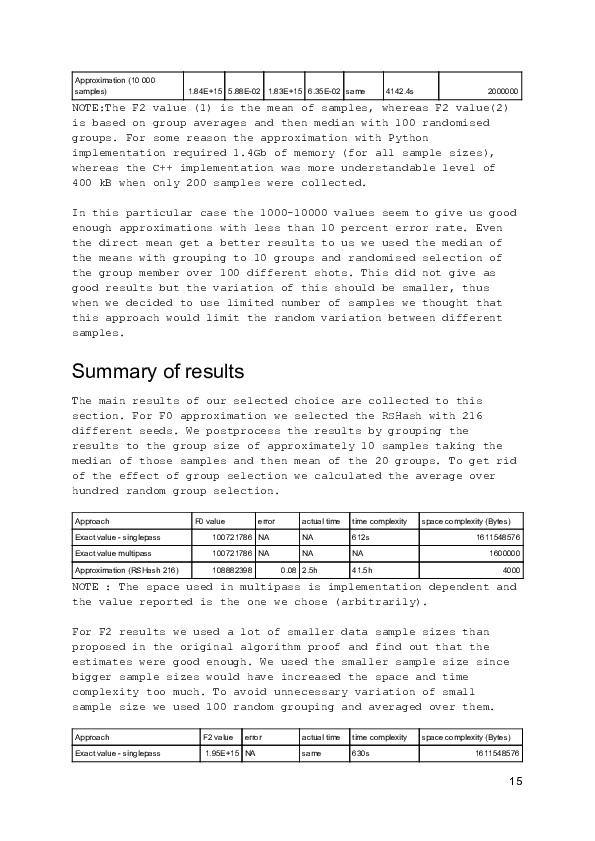 Approximation (10 000
samples) 1.84E+15 5.88E-02 1.83E+15 6.35E-02 same 4142.4s 2000000
NOTE:The F2 value (1) is the mean of samples, whereas F2 value(2)
is based on group averages and then median with 100 randomised
groups. For some reason the approximation with Python
implementation required 1.4Gb of memory (for all sample sizes),
whereas the C++ implementation was more understandable level of
400 kB when only 200 samples were collected.
In this particular case the 1000-10000 values seem to give us good
enough approximations with less than 10 percent error rate. Even
the direct mean get a better results to us we used the median of
the means with grouping to 10 groups and randomised selection of
the group member over 100 different shots. This did not give as
good results but the variation of this should be smaller, thus
when we decided to use limited number of samples we thought that
this approach would limit the random variation between different
samples.
Summary of results
The main results of our selected choice are collected to this
section. For F0 approximation we selected the RSHash with 216
different seeds. We postprocess the results by grouping the
results to the group size of approximately 10 samples taking the
median of those samples and then mean of the 20 groups. To get rid
of the effect of group selection we calculated the average over
hundred random group selection.
Approach F0 value error actual time time complexity space complexity (Bytes)
Exact value - singlepass 100721786 NA NA 612s 1611548576
Exact value multipass 100721786 NA NA NA 1600000
Approximation (RSHash 216) 108882398 0.08 2.5h 41.5h 4000
NOTE : The space used in multipass is implementation dependent and
the value reported is the one we chose (arbitrarily).
For F2 results we used a lot of smaller data sample sizes than
proposed in the original algorithm proof and find out that the
estimates were good enough. We used the smaller sample size since
bigger sample sizes would have increased the space and time
complexity too much. To avoid unnecessary variation of small
sample size we used 100 random grouping and averaged over them.
Approach F2 value error actual time time complexity space complexity (Bytes)
Exact value - singlepass 1.95E+15 NA same 630s 1611548576
15